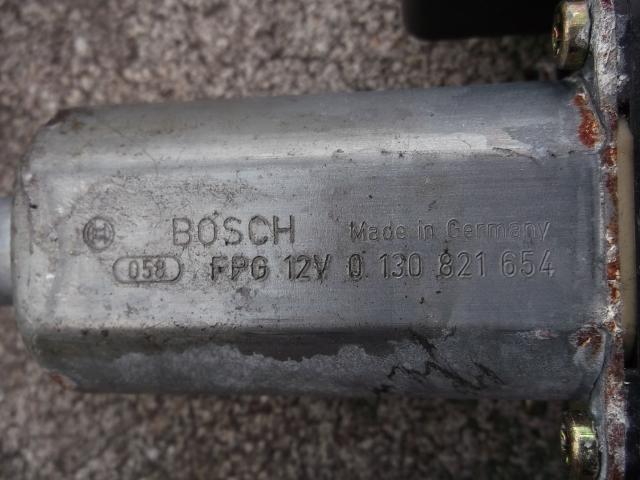 BOSCH Made in Germany
058 FPG 12V 0 130 821 654